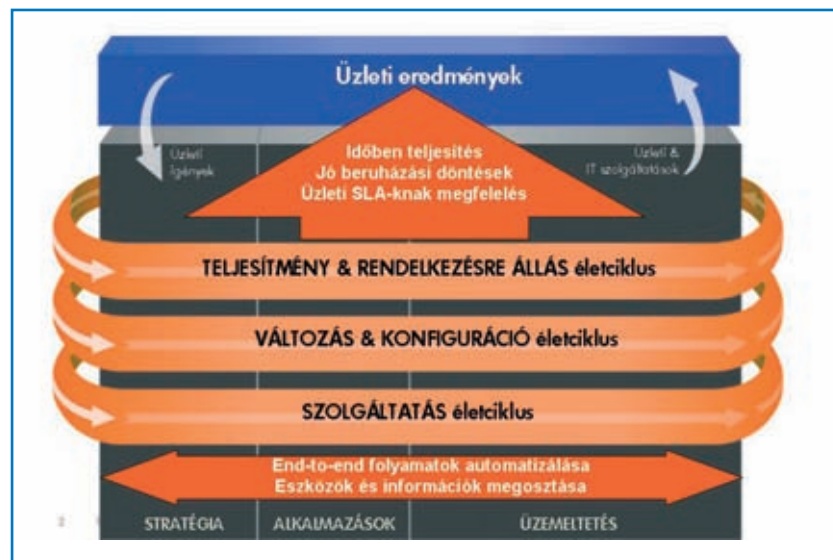 Üzleti eredmények
Üzleti
igények
Időben teljesítés
Jó beruházási döntések
Üzleti SLA-knak megfelelés
Üzleti &
IT szolgáltatások
TELJESÍTMÉNY & RENDELKEZÉSRE ÁLLÁS életciklus
VÁLTOZÁS & KONFIGURÁCIÓ életciklus
SZOLGÁLTATÁS életciklus
End-to-end folyamatok automatizálása
Eszközök és információk megosztása
2
STRATÉGIA
ALKALMAZÁSOK
ÜZEMELTETÉS